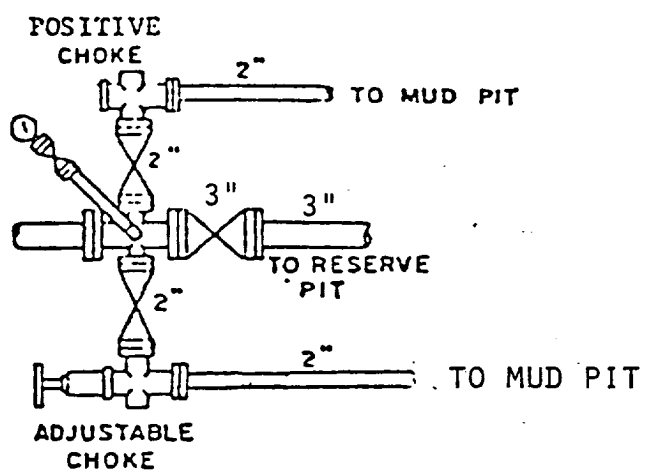 POSITIVE
CHOKE
2"
TO MUD PIT
2"
3"
3"
TO RESERVE
PIT
2"
2"
TO MUD PIT
ADJUSTABLE
CHOKE